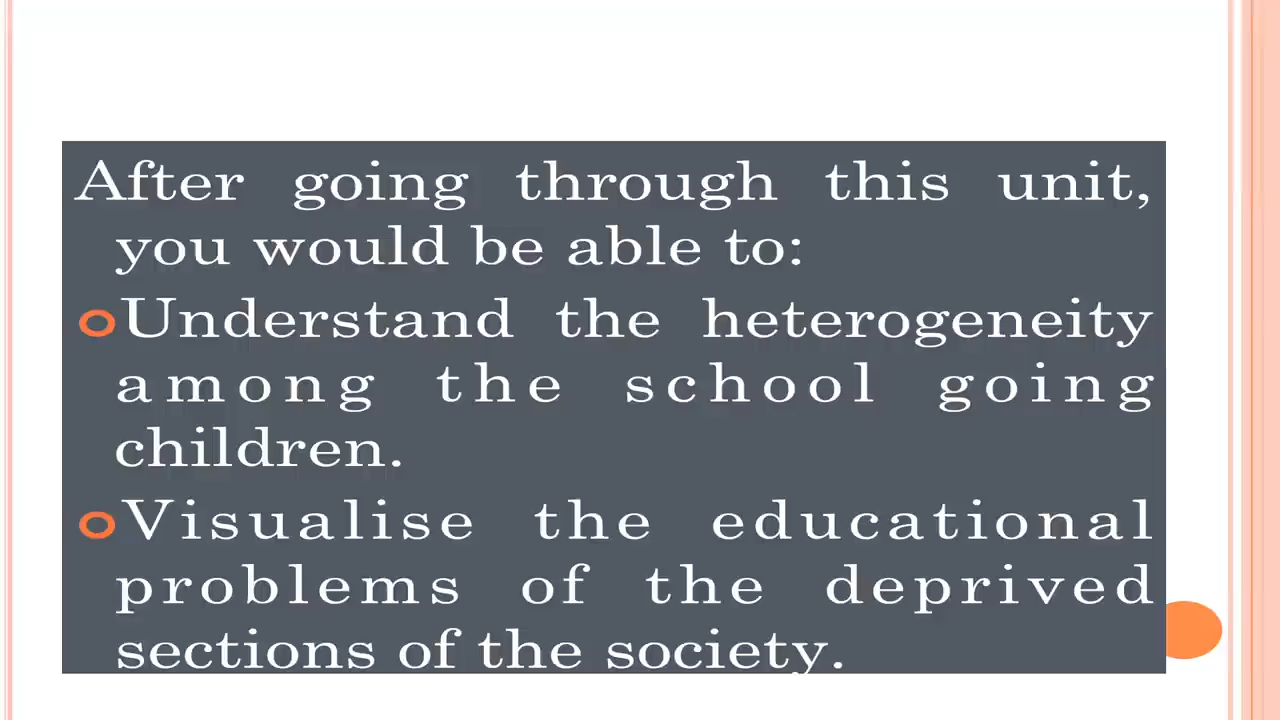 After going through this unit,
you would be able to:
Understand the heterogeneity
among the school going
children.
Visualise the educational
problems of the deprived
sections of the society.